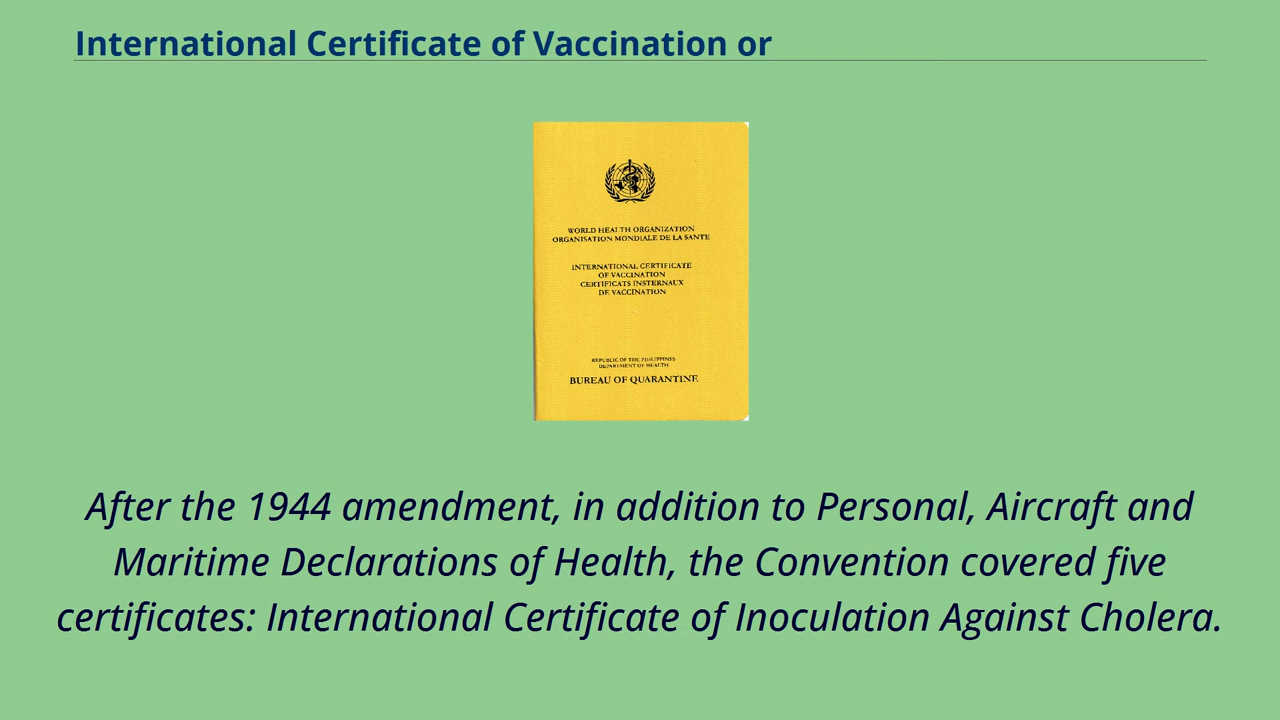 International Certificate of Vaccination or
WORLD HEALTH ORGANIZATION
ORGANISATION MONDIALE DE LA SANTE
INTERNATIONAL CERTIFICATE
OF VACCINATION
CERTIFICATS INSTERNAUX
DE VACCINATION
REPUBLIC OF THE PHILIPPINES
DEPARTMENT OF HEALTH
BUREAU OF QUARANTINE
After the 1944 amendment, in addition to Personal, Aircraft and
Maritime Declarations of Health, the Convention covered five
certificates: International Certificate of Inoculation Against Cholera.